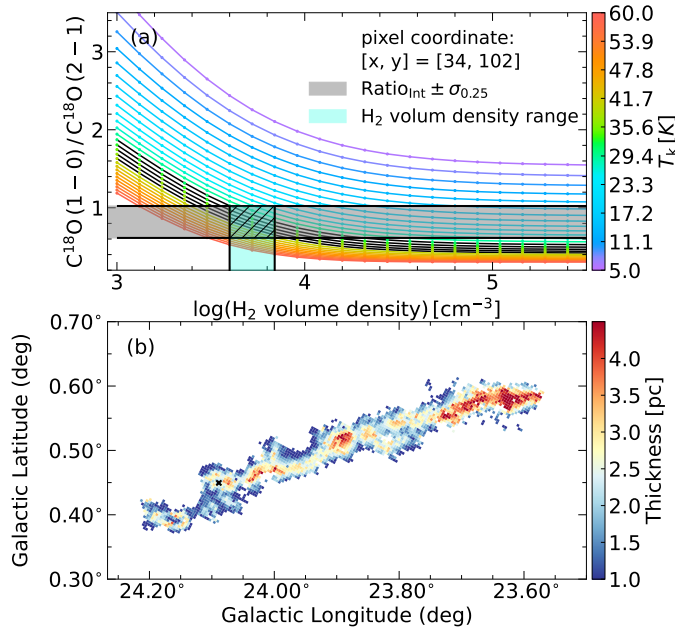 (a)
pixel coordinate:
[x, y] = [34, 102]
Ratio_Int ± σ_0.25
H₂ volum density range
C¹⁸O(1 − 0)/C¹⁸O(2 − 1)
3
2
1
3
4
5
log(H₂ volume density) [cm⁻³]
60.0
53.9
47.8
41.7
35.6
29.4
23.3
17.2
11.1
5.0
T_k [K]
(b)
0.70°
0.60°
0.50°
0.40°
0.30°
24.20°
24.00°
23.80°
23.60°
Galactic Latitude (deg)
Galactic Longitude (deg)
4.0
3.5
3.0
2.5
2.0
1.5
1.0
Thickness [pc]